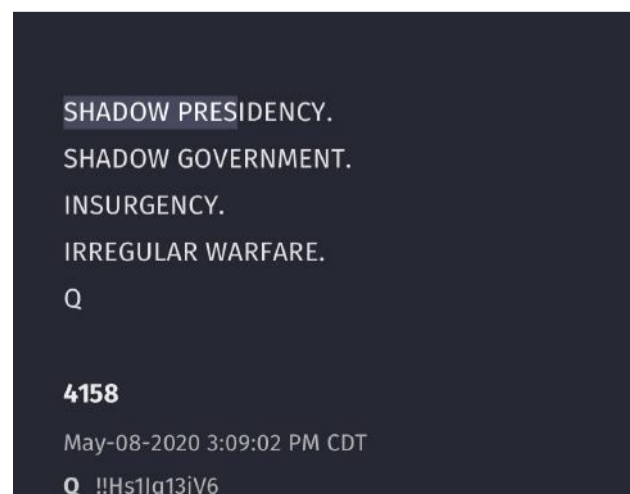 SHADOW PRESIDENCY.
SHADOW GOVERNMENT.
INSURGENCY.
IRREGULAR WARFARE.
Q
4158
May-08-2020 3:09:02 PM CDT
Q !!Hs1Jq13jV6